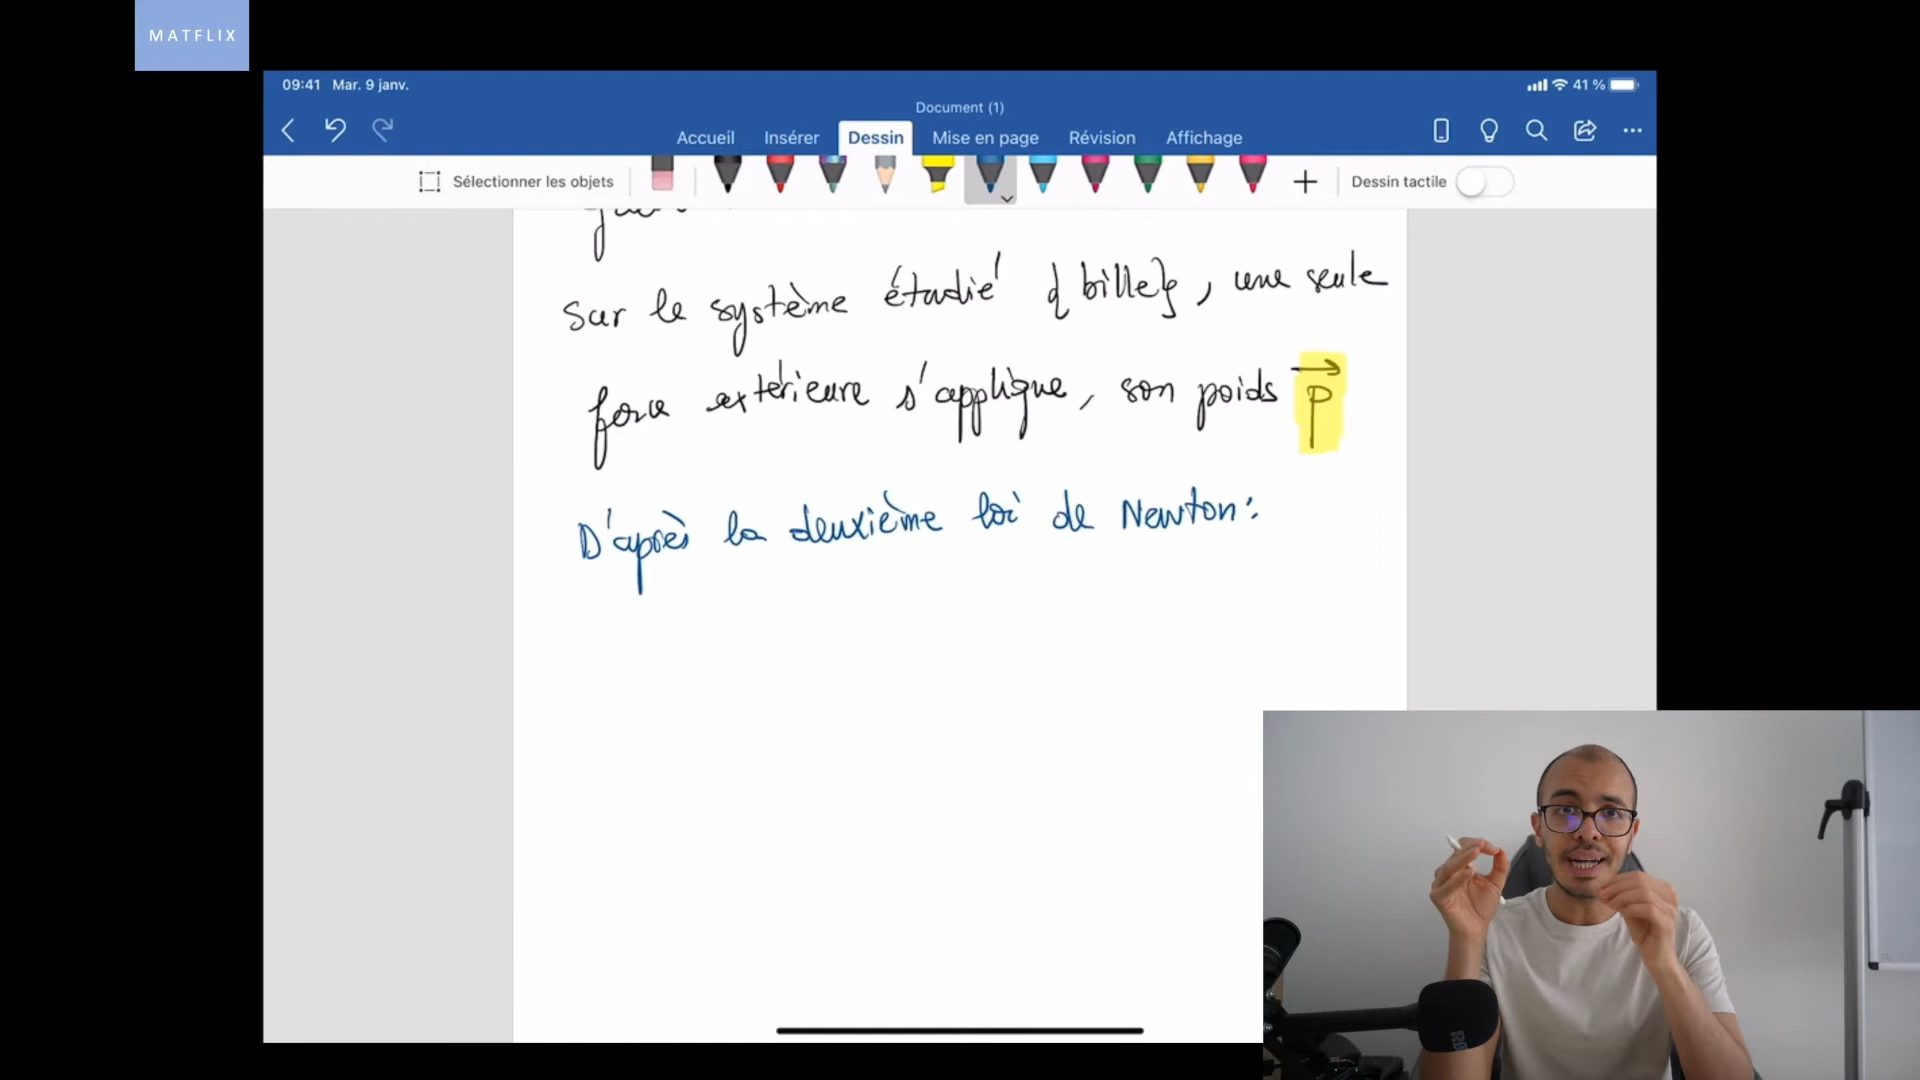 MATFLIX
09:41 Mar. 9 janv.
41 %
Document (1)
Accueil Insérer Dessin Mise en page Révision Affichage
Sélectionner les objets
Dessin tactile
Sur le système étudié {bille}, une seule
force extérieure s'applique, son poids P
D'après la deuxième loi de Newton: